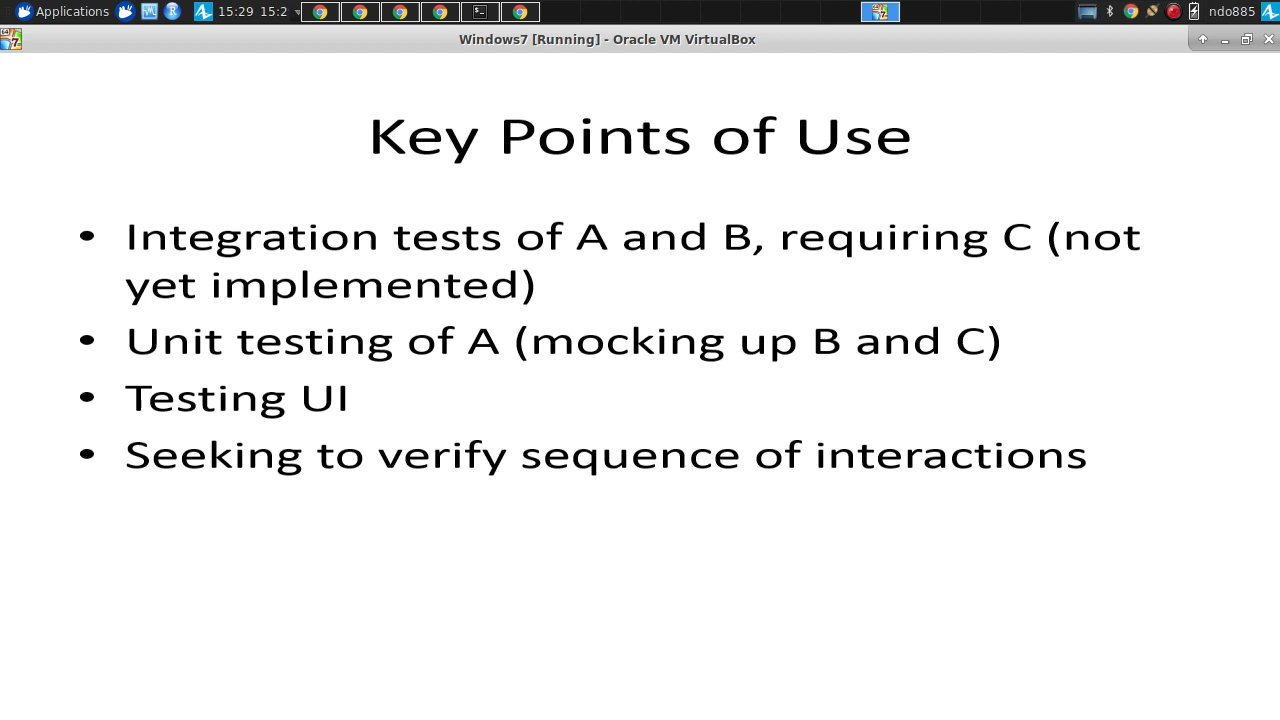 Applications 15:29 15:2 ndo885
Windows7 [Running] - Oracle VM VirtualBox
Key Points of Use
• Integration tests of A and B, requiring C (not
yet implemented)
• Unit testing of A (mocking up B and C)
• Testing UI
• Seeking to verify sequence of interactions